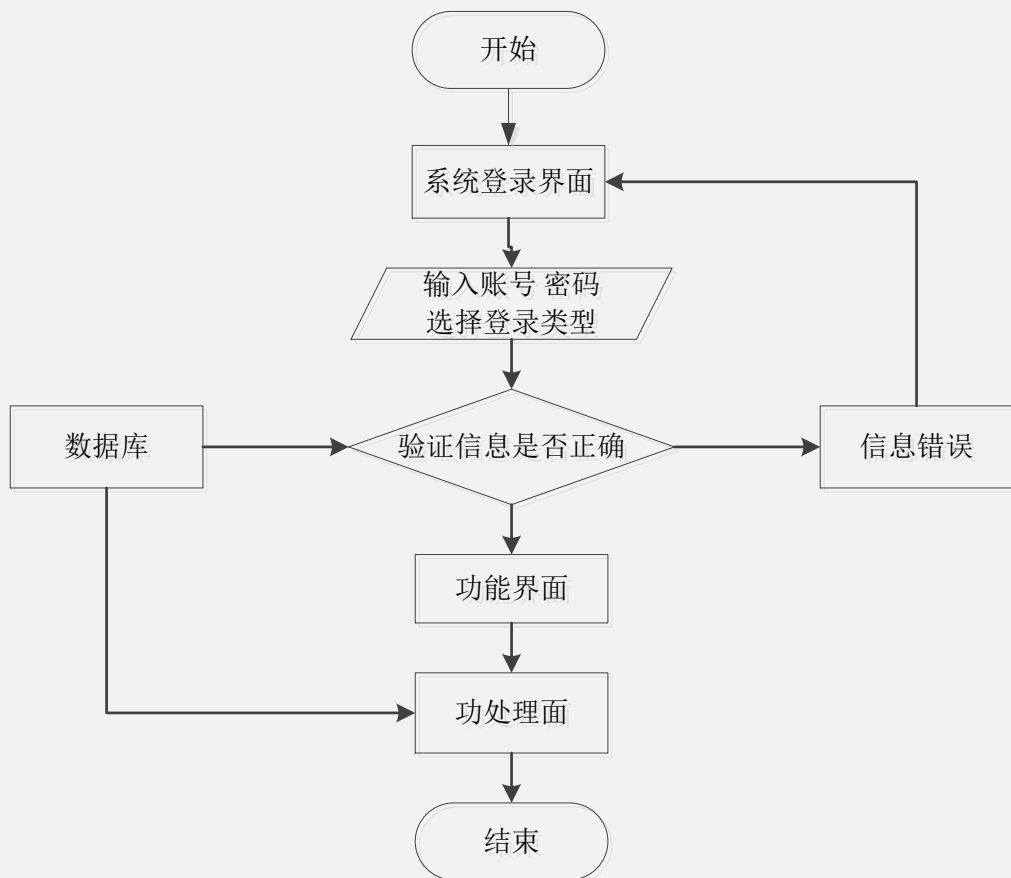 开始
系统登录界面
输入账号 密码
选择登录类型
数据库
验证信息是否正确
信息错误
功能界面
功处理面
结束